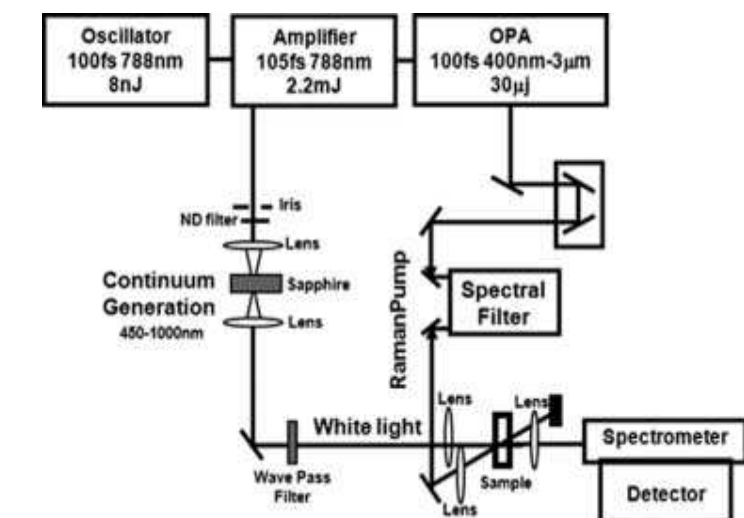 Oscillator
100fs 788nm
8nJ
Amplifier
105fs 788nm
2.2mJ
OPA
100fs 400nm-3μm
30μj
Iris
ND filter
Lens
Continuum
Generation
450-1000nm
Sapphire
Lens
RamanPump
Spectral
Filter
White light
Wave Pass
Filter
Lens
Lens
Lens
Sample
Spectrometer
Detector